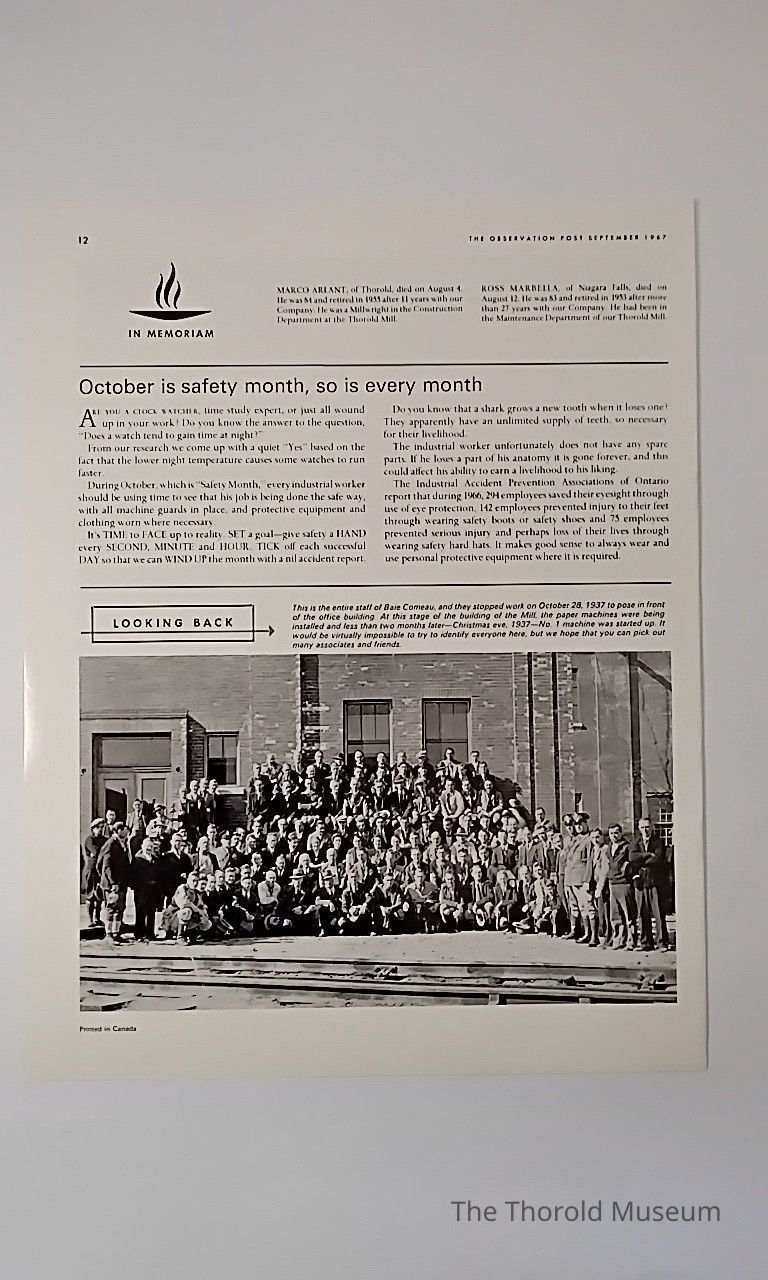 12
THE OBSERVATION POST SEPTEMBER 1967
IN MEMORIAM
MARCO ARLANT, of Thorold, died on August 4.
He was 84 and retired in 1955 after 11 years with our
Company. He was a Millwright in the Construction
Department at the Thorold Mill.
ROSS MARBELLA, of Niagara Falls, died on
August 12. He was 83 and retired in 1953 after more
than 27 years with our Company. He had been in
the Maintenance Department of our Thorold Mill.
October is safety month, so is every month
ARE YOU A CLOCK WATCHER, time study expert, or just all wound
up in your work? Do you know the answer to the question,
"Does a watch tend to gain time at night?"
From our research we come up with a quiet "Yes" based on the
fact that the lower night temperature causes some watches to run
faster.
During October, which is "Safety Month," every industrial worker
should be using time to see that his job is being done the safe way,
with all machine guards in place, and protective equipment and
clothing worn where necessary.
It's TIME to FACE up to reality. SET a goal—give safety a HAND
every SECOND, MINUTE and HOUR. TICK off each successful
DAY so that we can WIND UP the month with a nil accident report.
Do you know that a shark grows a new tooth when it loses one?
They apparently have an unlimited supply of teeth, so necessary
for their livelihood.
The industrial worker unfortunately does not have any spare
parts. If he loses a part of his anatomy it is gone forever, and this
could affect his ability to earn a livelihood to his liking.
The Industrial Accident Prevention Associations of Ontario
report that during 1966, 294 employees saved their eyesight through
use of eye protection, 142 employees prevented injury to their feet
through wearing safety boots or safety shoes and 75 employees
prevented serious injury and perhaps loss of their lives through
wearing safety hard hats. It makes good sense to always wear and
use personal protective equipment where it is required.
LOOKING BACK
This is the entire staff of Baie Comeau, and they stopped work on October 28, 1937 to pose in front
of the office building. At this stage of the building of the Mill, the paper machines were being
installed and less than two months later—Christmas eve, 1937—No. 1 machine was started up. It
would be virtually impossible to try to identify everyone here, but we hope that you can pick out
many associates and friends.
Printed in Canada
The Thorold Museum